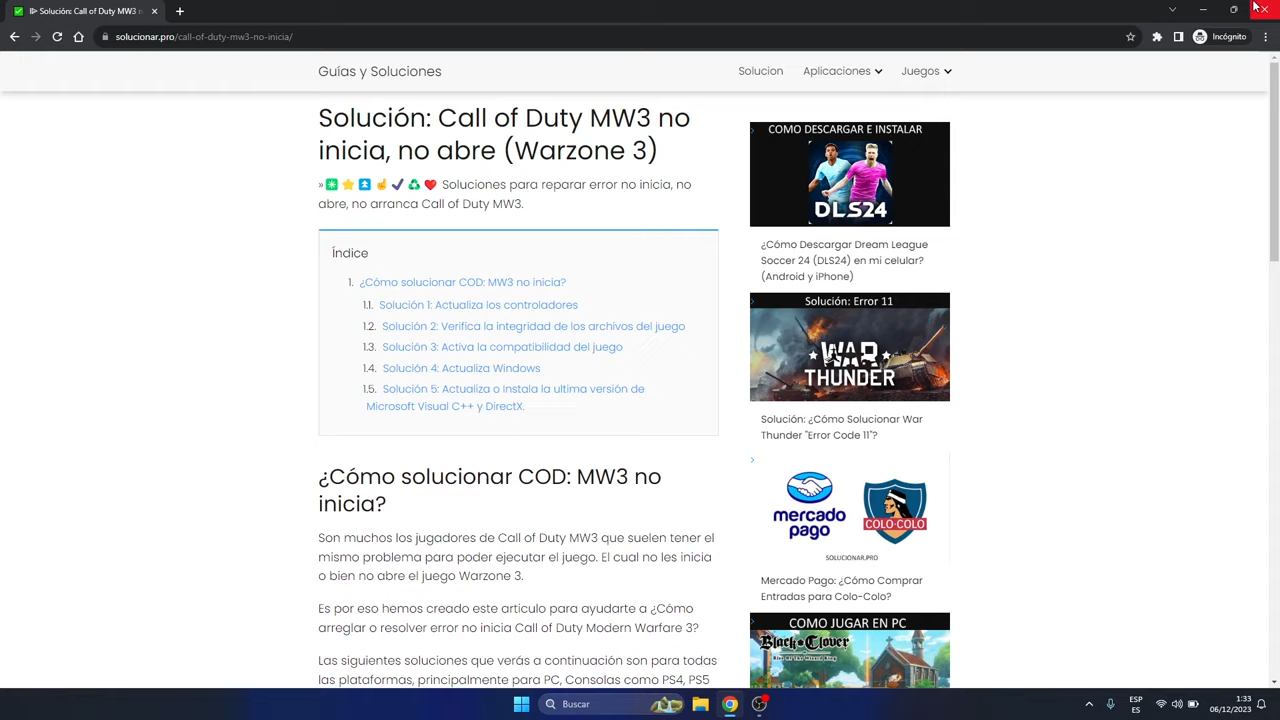 Solución: Call of Duty MW3 n
solucionar.pro/call-of-duty-mw3-no-inicia/
Incógnito
Guías y Soluciones
Solucion
Aplicaciones
Juegos
Solución: Call of Duty MW3 no
inicia, no abre (Warzone 3)
» Soluciones para reparar error no inicia, no
abre, no arranca Call of Duty MW3.
Índice
1. ¿Cómo solucionar COD: MW3 no inicia?
1.1. Solución 1: Actualiza los controladores
1.2. Solución 2: Verifica la integridad de los archivos del juego
1.3. Solución 3: Activa la compatibilidad del juego
1.4. Solución 4: Actualiza Windows
1.5. Solución 5: Actualiza o Instala la ultima versión de
Microsoft Visual C++ y DirectX.
¿Cómo solucionar COD: MW3 no
inicia?
Son muchos los jugadores de Call of Duty MW3 que suelen tener el
mismo problema para poder ejecutar el juego. El cual no les inicia
o bien no abre el juego Warzone 3.
Es por eso hemos creado este articulo para ayudarte a ¿Cómo
arreglar o resolver error no inicia Call of Duty Modern Warfare 3?
Las siguientes soluciones que verás a continuación son para todas
las plataformas, principalmente para PC, Consolas como PS4, PS5
COMO DESCARGAR E INSTALAR
DLS24
¿Cómo Descargar Dream League
Soccer 24 (DLS24) en mi celular?
(Android y iPhone)
Solución: Error 11
WAR
THUNDER
Solución: ¿Cómo Solucionar War
Thunder "Error Code 11"?
mercado
pago
COLO-COLO
SOLUCIONAR.PRO
Mercado Pago: ¿Cómo Comprar
Entradas para Colo-Colo?
COMO JUGAR EN PC
Black Clover
Buscar
ESP
ES
1:33
06/12/2023